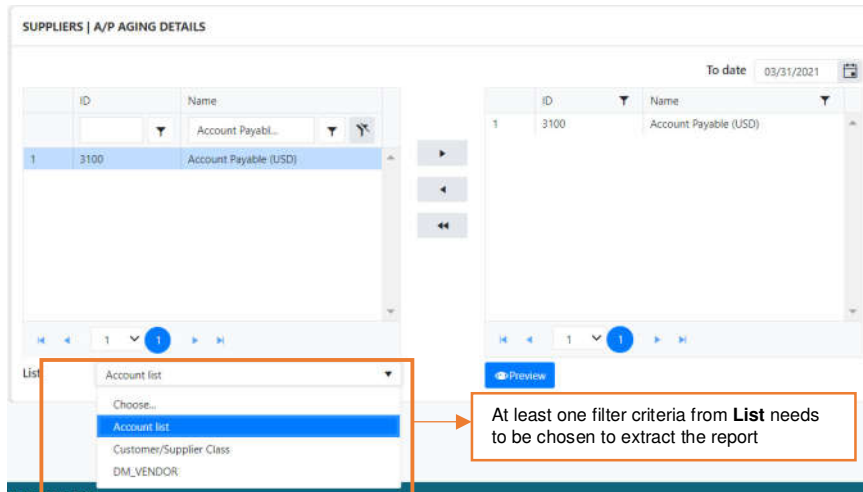 SUPPLIERS | A/P AGING DETAILS
To date 03/31/2021
ID Name
Account Payabl...
1 3100 Account Payable (USD)
ID Name
1 3100 Account Payable (USD)
1 1
1 1
List Account list
Preview
Choose...
Account list
Customer/Supplier Class
DM_VENDOR
At least one filter criteria from List needs
to be chosen to extract the report